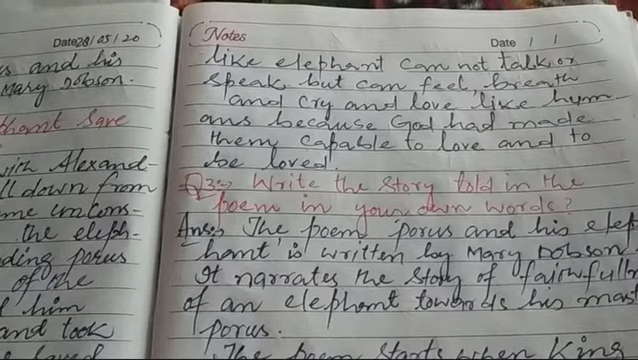 Date 28/05/20
and his
Mary Dobson.
Save
with Alexand-
ll down from
the eleph-
ding porus
of the
him
and took
Notes
Date / /
like elephant can not talk or
speak but can feel, breath
and cry and love like hum
ans because God had made
them capable to love and to
be loved.
Q3:- Write the story told in the
poem in your own words?
Ans:- The poem porus and his elep
hant is written by Mary Dobson.
It narrates the story of
of an elephant towards his mast
porus.
The poem starts when King